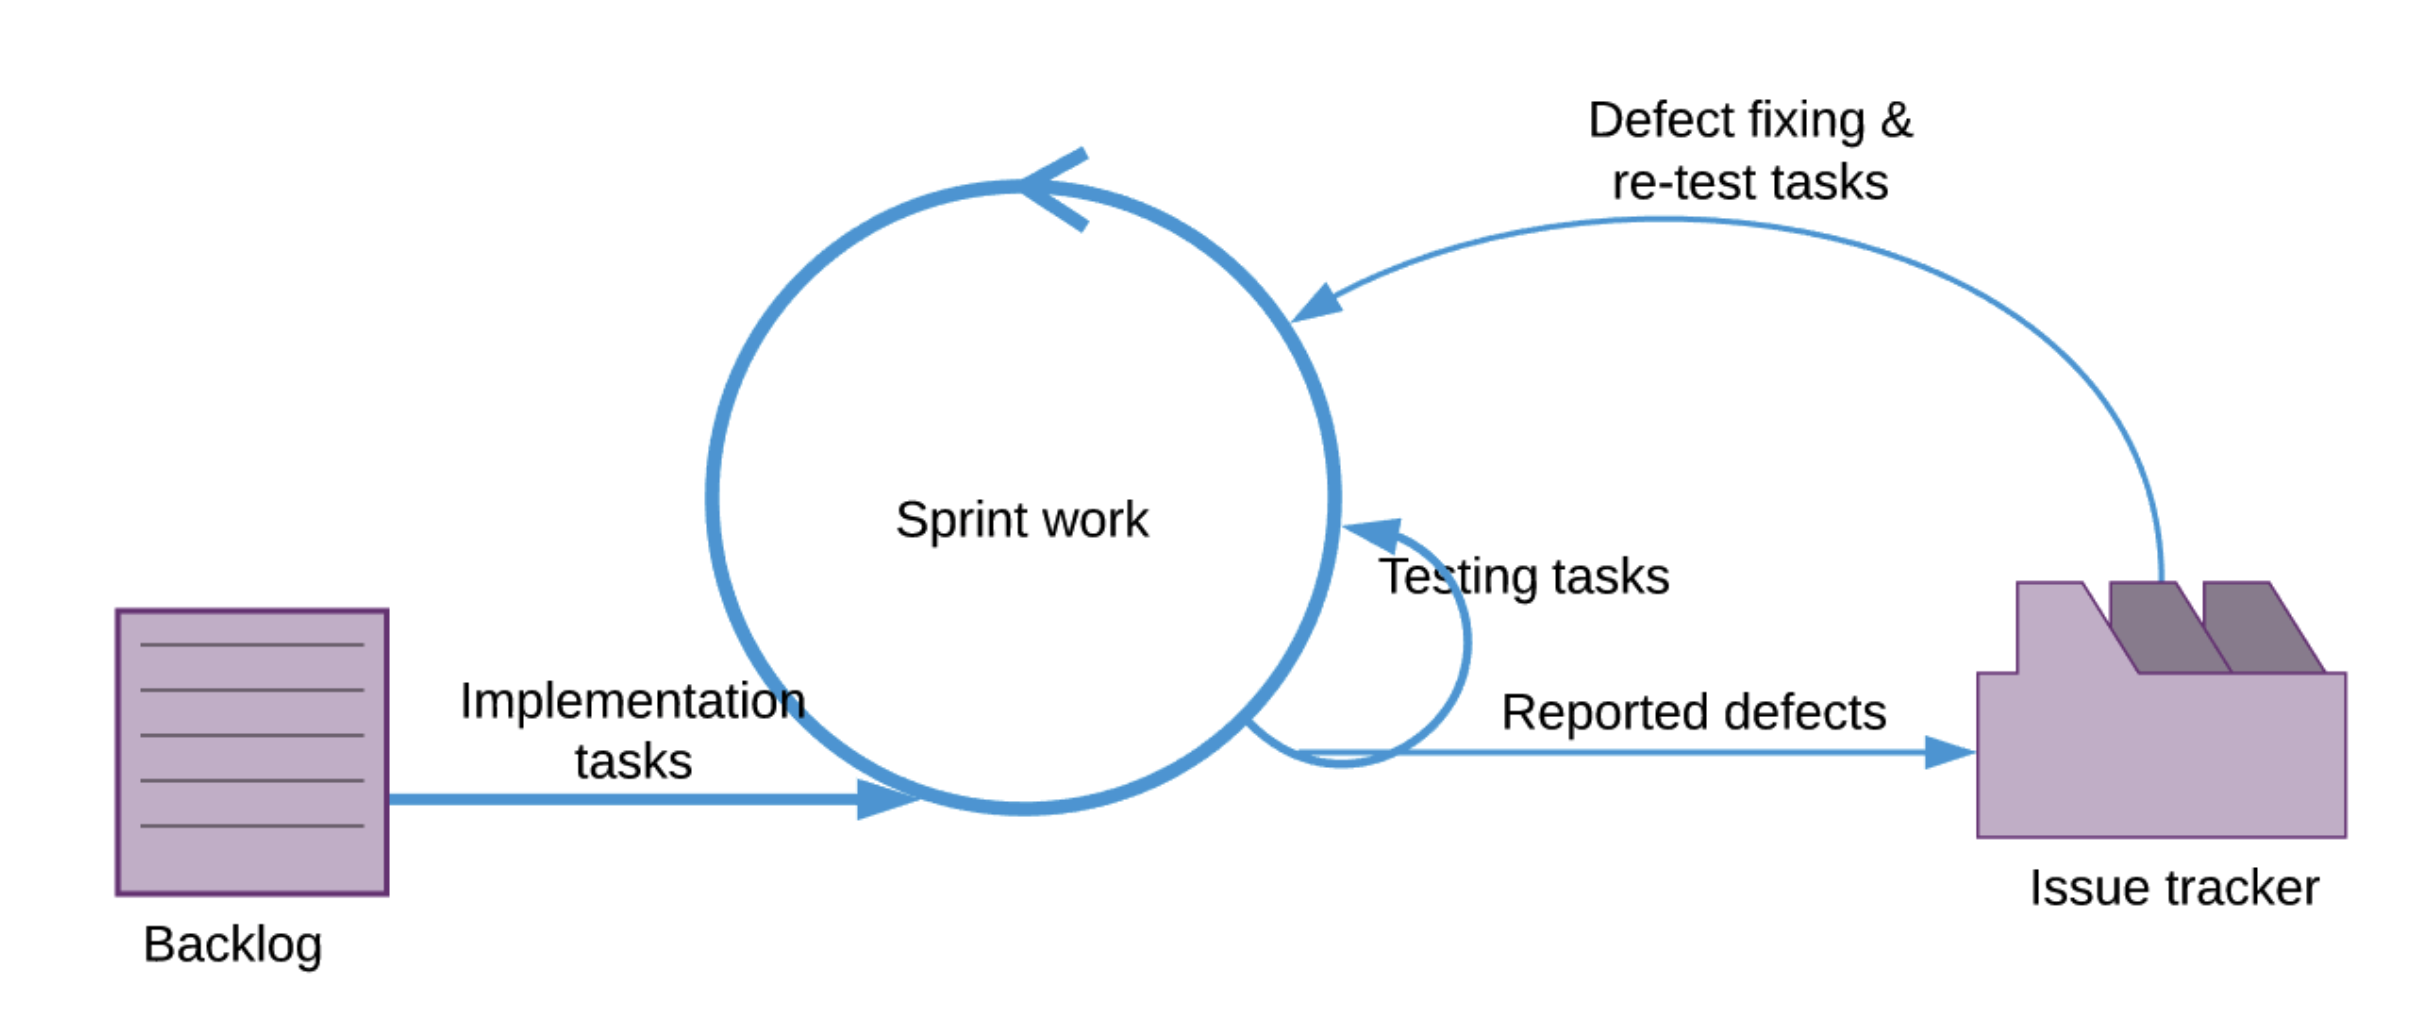 Defect fixing &
re-test tasks
Sprint work
Testing tasks
Implementation
tasks
Reported defects
Issue tracker
Backlog